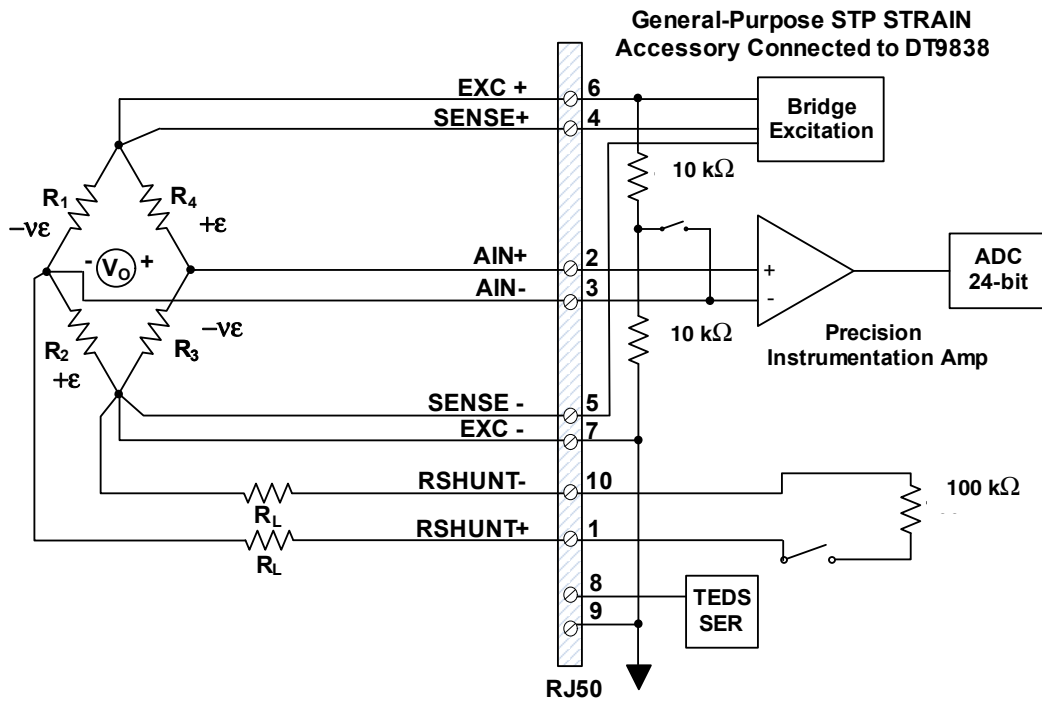 General-Purpose STP STRAIN
Accessory Connected to DT9838
EXC +
6
SENSE+
4
Bridge
Excitation
10 kΩ
R1
R4
−νε
+ε
- VO +
AIN+
2
AIN-
3
+
-
ADC
24-bit
R2
R3
−νε
+ε
10 kΩ
Precision
Instrumentation Amp
SENSE -
5
EXC -
7
RSHUNT-
10
RL
100 kΩ
RSHUNT+
1
RL
8
9
TEDS
SER
RJ50